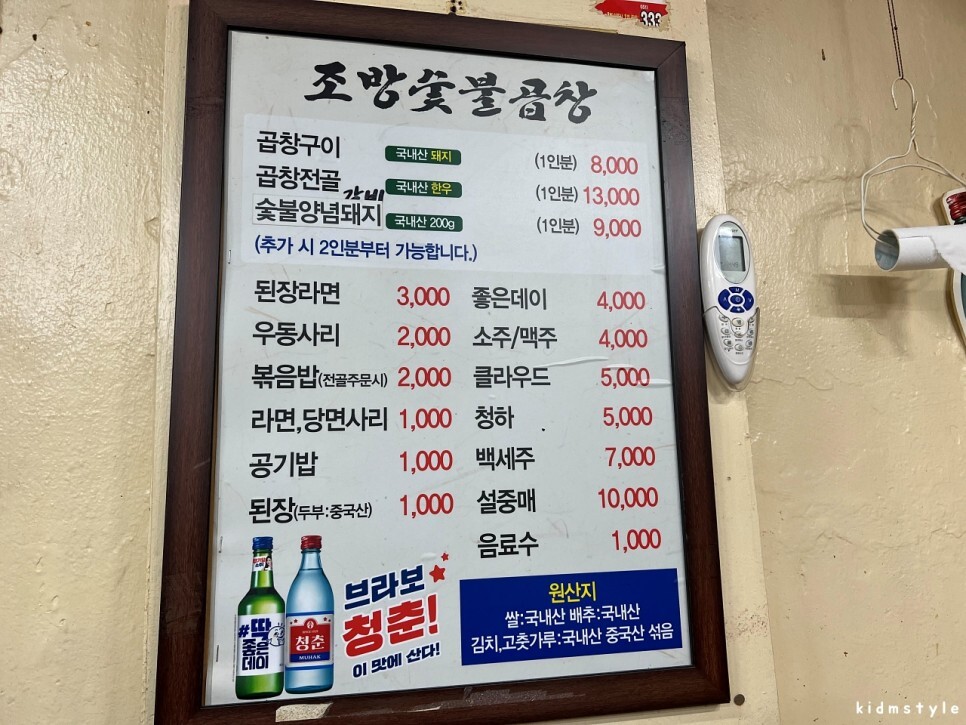 333
조방숯불곱창
곱창구이 국내산 돼지 (1인분) 8,000
곱창전골 국내산 한우 (1인분) 13,000
갈비
숯불양념돼지 국내산 200g (1인분) 9,000
(추가 시 2인분부터 가능합니다.)
된장라면 3,000
우동사리 2,000
볶음밥(전골주문시) 2,000
라면,당면사리 1,000
공기밥 1,000
된장(두부:중국산) 1,000
좋은데이 4,000
소주/맥주 4,000
클라우드 5,000
청하 5,000
백세주 7,000
설중매 10,000
음료수 1,000
#딱
좋은
데이
청춘
MUHAK
브라보
청춘!
이 맛에 산다!
원산지
쌀:국내산 배추:국내산
김치,고춧가루:국내산 중국산 섞음
kidmstyle